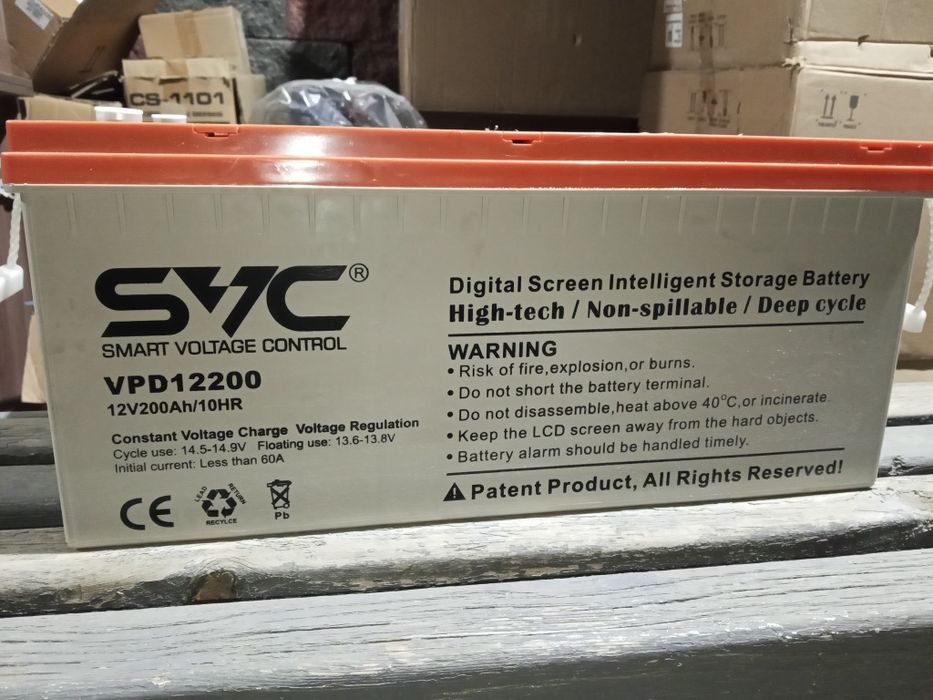 CS-1101
SVC®
SMART VOLTAGE CONTROL
VPD12200
12V200Ah/10HR
Constant Voltage Charge Voltage Regulation
Cycle use: 14.5-14.9V Floating use: 13.6-13.8V
Initial current: Less than 60A
CE
LEAD RETURN
RECYLCE
Pb
Digital Screen Intelligent Storage Battery
High-tech / Non-spillable / Deep cycle
WARNING
• Risk of fire,explosion,or burns.
• Do not short the battery terminal.
• Do not disassemble,heat above 40°C,or incinerate.
• Keep the LCD screen away from the hard objects.
• Battery alarm should be handled timely.
Patent Product, All Rights Reserved!